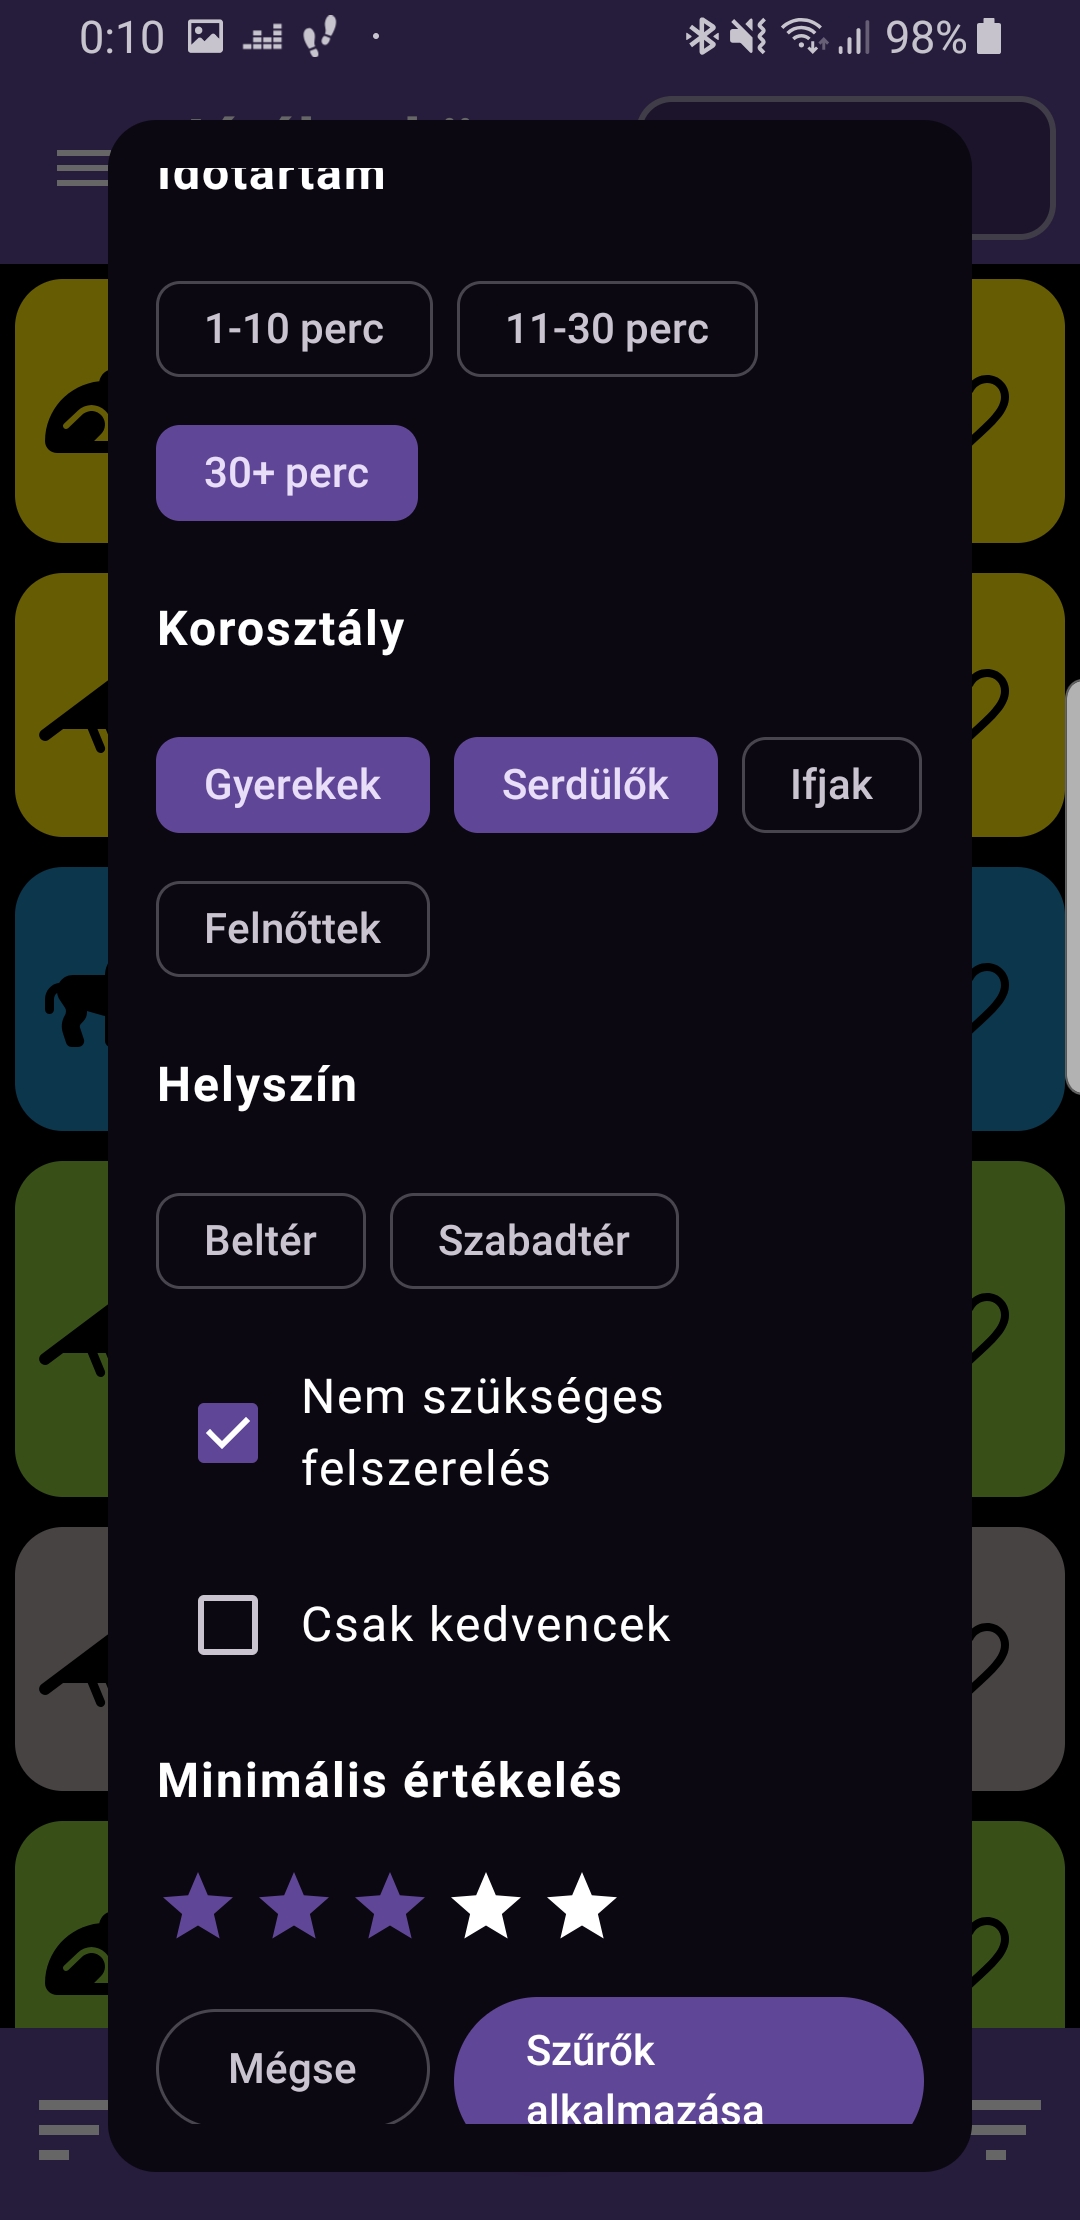 0:10
98%
Időtartam
1-10 perc
11-30 perc
30+ perc
Korosztály
Gyerekek
Serdülők
Ifjak
Felnőttek
Helyszín
Beltér
Szabadtér
Nem szükséges
felszerelés
Csak kedvencek
Minimális értékelés
Mégse
Szűrők
alkalmazása